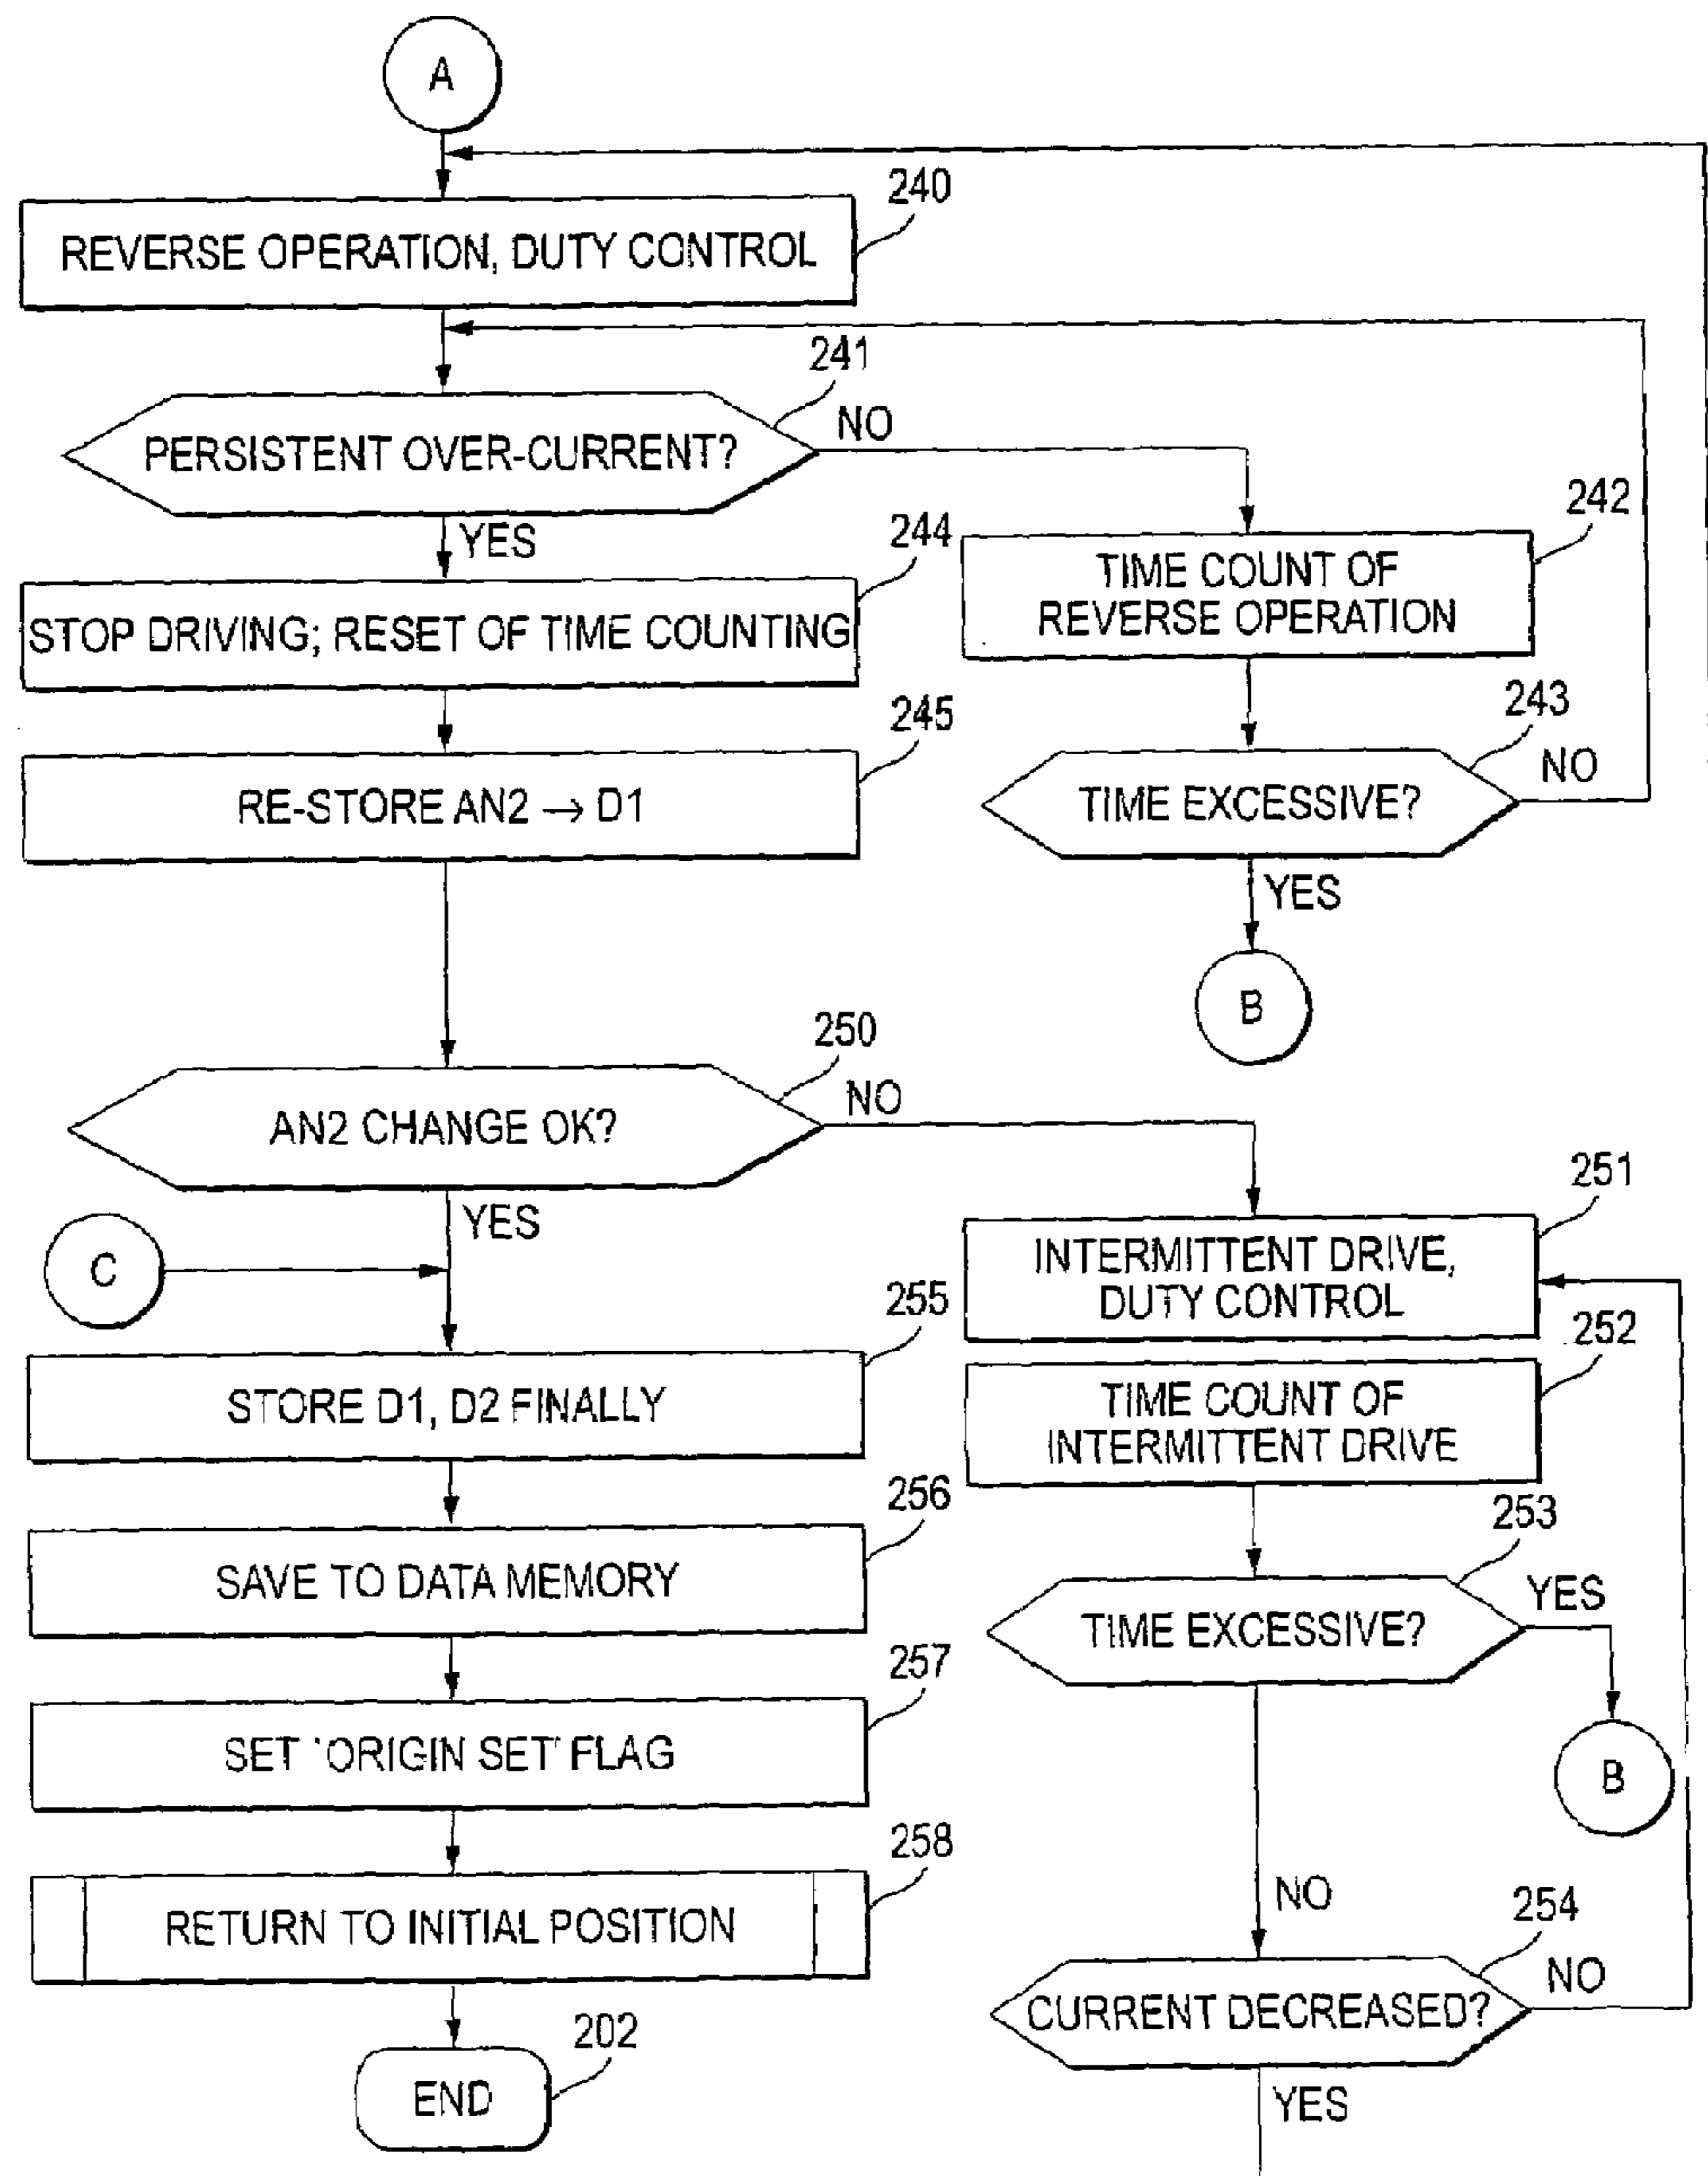 A
240
REVERSE OPERATION, DUTY CONTROL
241
PERSISTENT OVER-CURRENT?
NO
YES
242
TIME COUNT OF
REVERSE OPERATION
244
STOP DRIVING; RESET OF TIME COUNTING
243
TIME EXCESSIVE?
NO
YES
B
245
RE-STORE AN2 → D1
250
AN2 CHANGE OK?
NO
YES
C
251
INTERMITTENT DRIVE,
DUTY CONTROL
252
TIME COUNT OF
INTERMITTENT DRIVE
253
TIME EXCESSIVE?
YES
B
NO
254
CURRENT DECREASED?
NO
YES
255
STORE D1, D2 FINALLY
256
SAVE TO DATA MEMORY
257
SET 'ORIGIN SET' FLAG
258
RETURN TO INITIAL POSITION
202
END